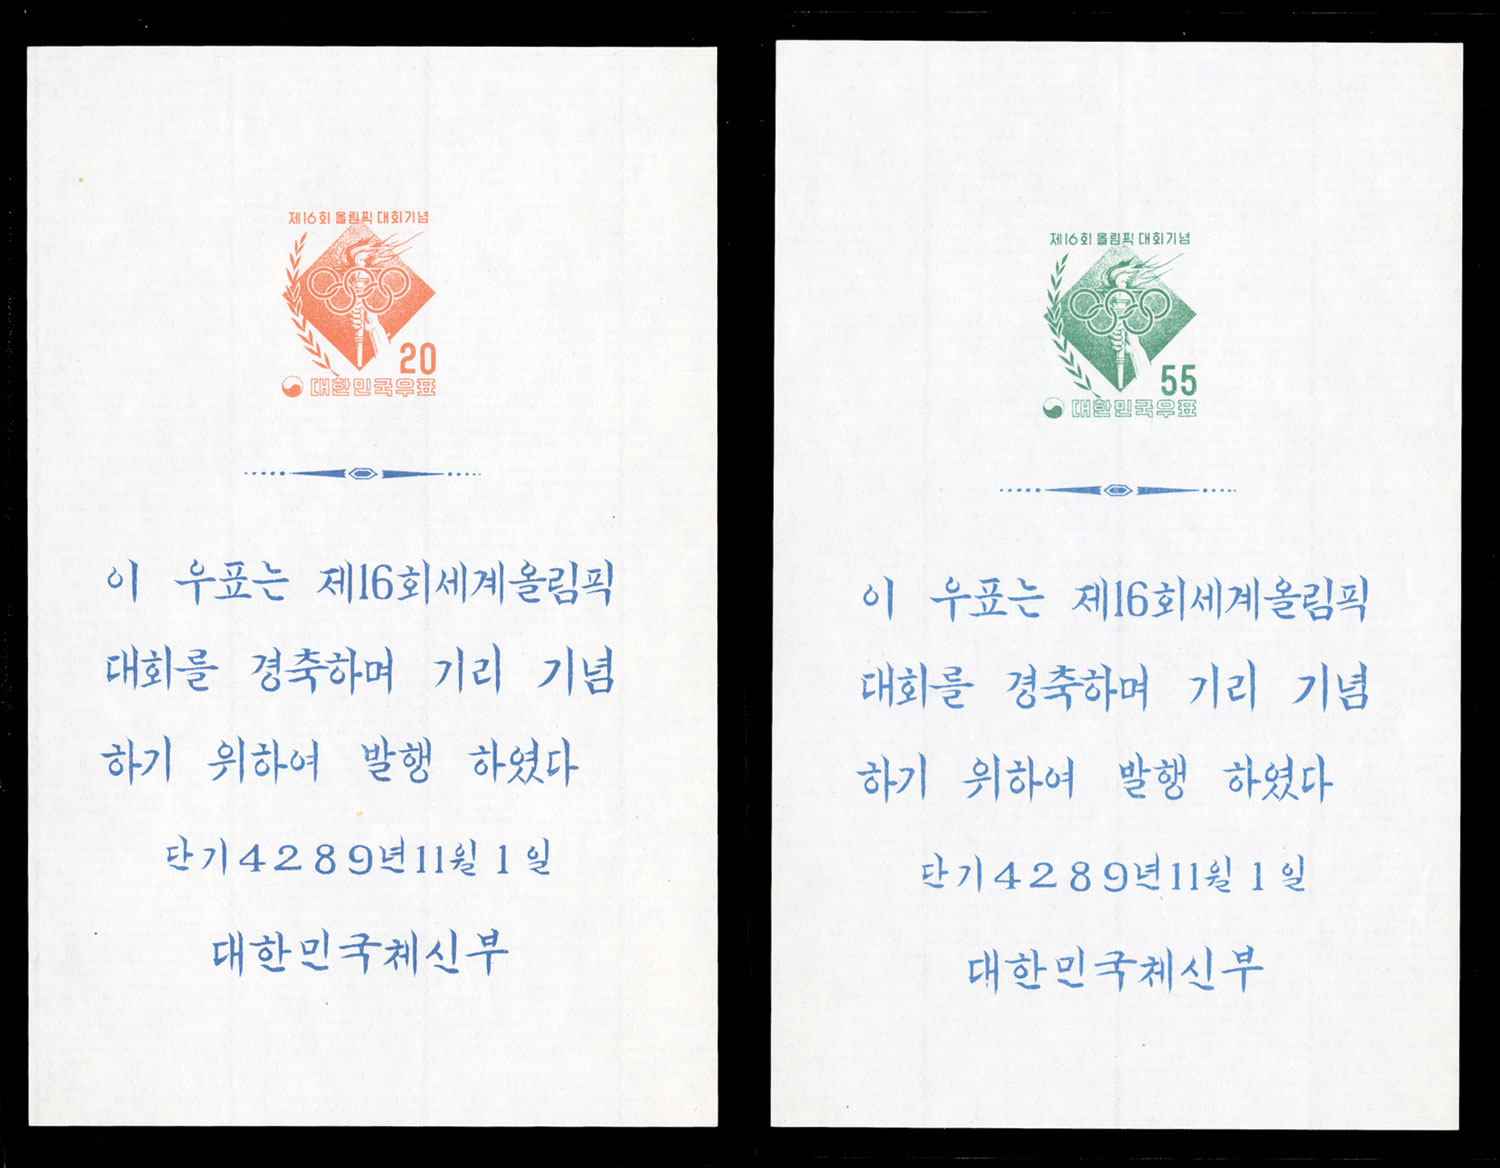 제16회 올림픽 대회기념
20
대한민국우표
이 우표는 제16회세계올림픽
대회를 경축하며 기리 기념
하기 위하여 발행 하였다
단기4289년11월1일
대한민국체신부
제16회 올림픽 대회기념
55
대한민국우표
이 우표는 제16회세계올림픽
대회를 경축하며 기리 기념
하기 위하여 발행 하였다
단기4289년11월1일
대한민국체신부